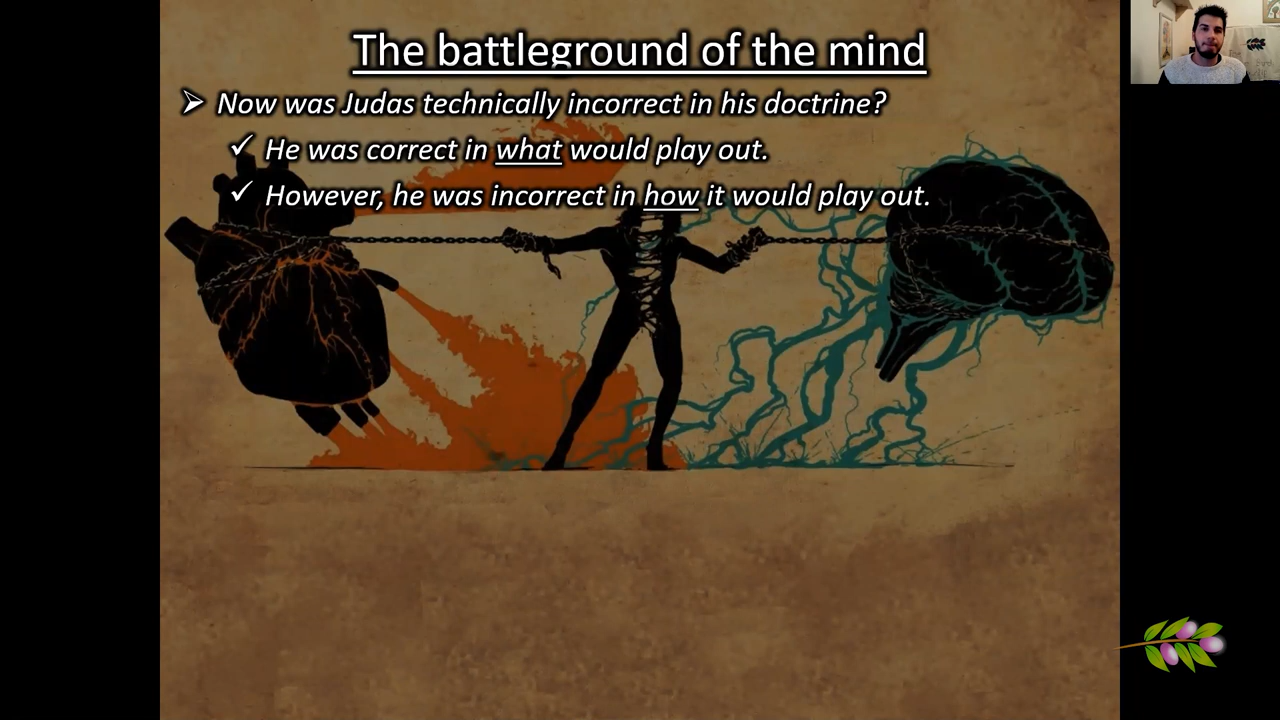 The battleground of the mind
Now was Judas technically incorrect in his doctrine?
He was correct in what would play out.
However, he was incorrect in how it would play out.